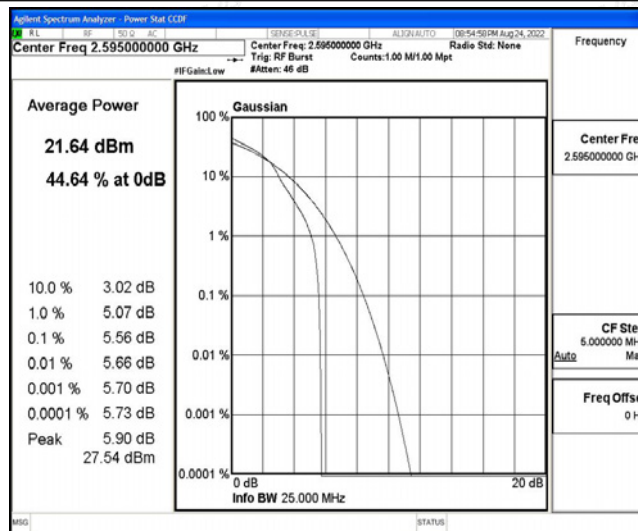 Agilent Spectrum Analyzer - Power Stat CCDF
RL RF 50 Ω AC SENSE:PULSE ALIGNAUTO 08:54:58 PM Aug 24, 2022
Center Freq 2.595000000 GHz
Center Freq: 2.595000000 GHz Radio Std: None
Trig: RF Burst Counts:1.00 M/1.00 Mpt
#IFGain:Low #Atten: 46 dB
Frequency
Average Power
21.64 dBm
44.64 % at 0dB
10.0 % 3.02 dB
1.0 % 5.07 dB
0.1 % 5.56 dB
0.01 % 5.66 dB
0.001 % 5.70 dB
0.0001 % 5.73 dB
Peak 5.90 dB
27.54 dBm
Gaussian
100 %
10 %
1 %
0.1 %
0.01 %
0.001 %
0.0001 %
0 dB 20 dB
Info BW 25.000 MHz
Center Fre
2.595000000 GH
CF Ste
5.000000 MH
Auto Ma
Freq Offse
0 H
MSG STATUS